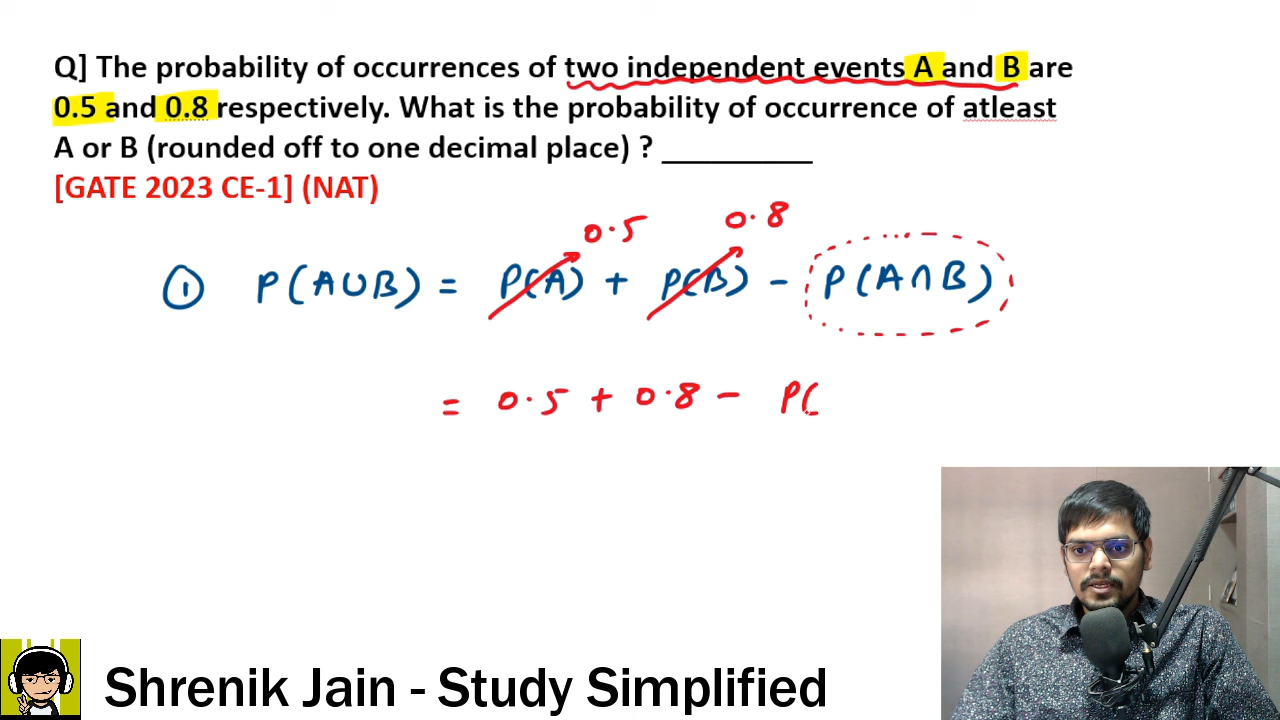 Q] The probability of occurrences of two independent events A and B are
0.5 and 0.8 respectively. What is the probability of occurrence of atleast
A or B (rounded off to one decimal place) ? __________
[GATE 2023 CE-1] (NAT)
0.5 0.8
① P(A∪B) = P(A) + P(B) - P(A∩B)
= 0.5 + 0.8 - P(
Shrenik Jain - Study Simplified